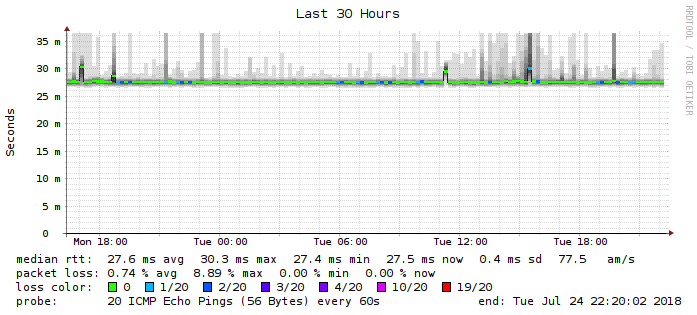 Last 30 Hours
RRDTOOL / TOBI OETIKER
Seconds
35 m
30 m
25 m
20 m
15 m
10 m
5 m
0
Mon 18:00 Tue 00:00 Tue 06:00 Tue 12:00 Tue 18:00
median rtt: 27.6 ms avg 30.3 ms max 27.4 ms min 27.5 ms now 0.4 ms sd 77.5 am/s
packet loss: 0.74 % avg 8.89 % max 0.00 % min 0.00 % now
loss color: 0 1/20 2/20 3/20 4/20 10/20 19/20
probe: 20 ICMP Echo Pings (56 Bytes) every 60s end: Tue Jul 24 22:20:02 2018